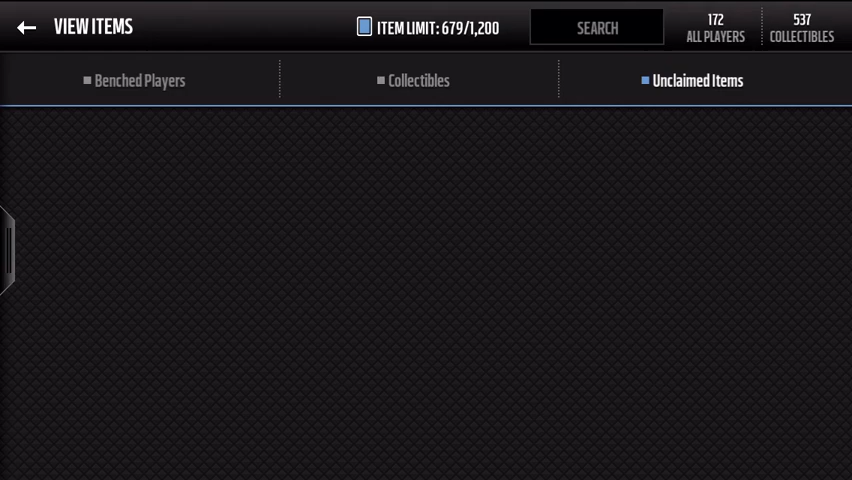 VIEW ITEMS
ITEM LIMIT: 679/1,200
SEARCH
172
ALL PLAYERS
537
COLLECTIBLES
Benched Players
Collectibles
Unclaimed Items